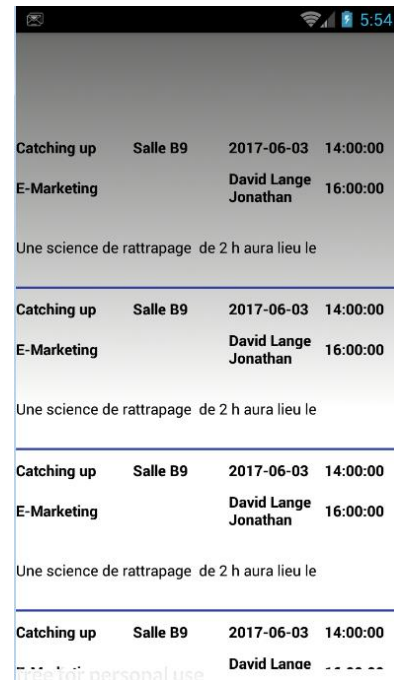 5:54
Catching up Salle B9 2017-06-03 14:00:00
E-Marketing David Lange Jonathan 16:00:00
Une science de rattrapage de 2 h aura lieu le
Catching up Salle B9 2017-06-03 14:00:00
E-Marketing David Lange Jonathan 16:00:00
Une science de rattrapage de 2 h aura lieu le
Catching up Salle B9 2017-06-03 14:00:00
E-Marketing David Lange Jonathan 16:00:00
Une science de rattrapage de 2 h aura lieu le
Catching up Salle B9 2017-06-03 14:00:00
David Lange
free for personal use